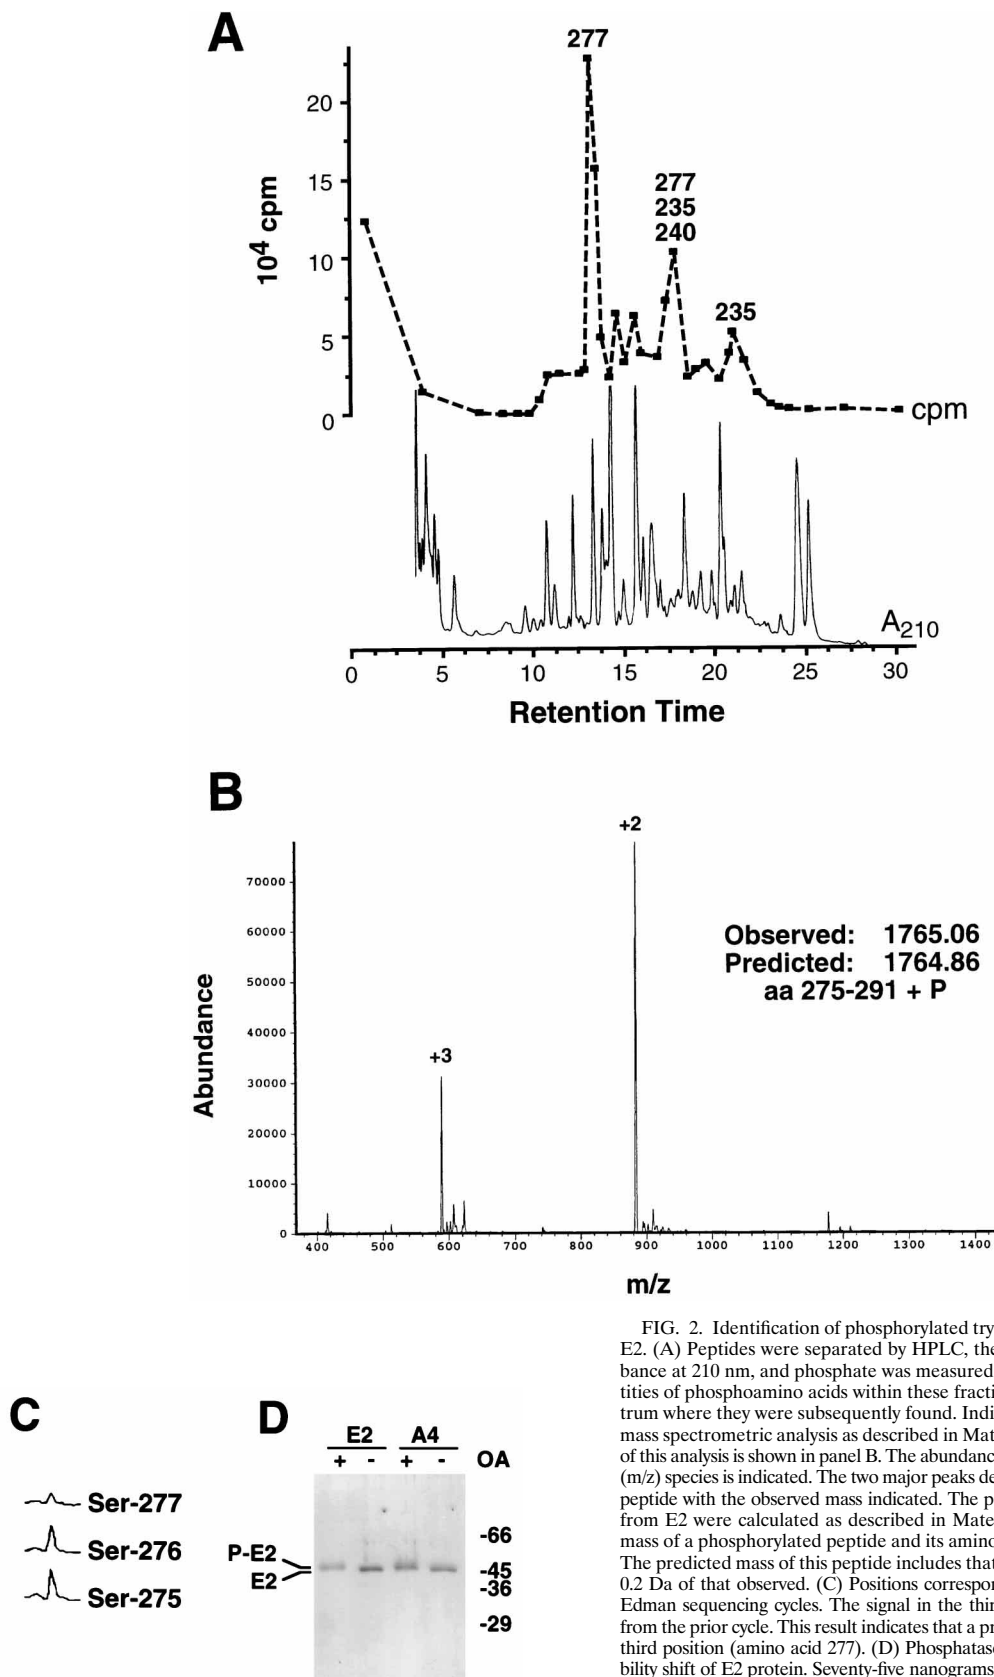 A
277
20
15
10
5
0
10⁴ cpm
277
235
240
235
cpm
A₂₁₀
0 5 10 15 20 25 30
Retention Time
B
+2
70000
60000
50000
40000
30000
20000
10000
0
Abundance
+3
Observed: 1765.06
Predicted: 1764.86
aa 275-291 + P
400 500 600 700 800 900 1000 1100 1200 1300 1400
m/z
C
Ser-277
Ser-276
Ser-275
D
E2 A4
+ - + - OA
P-E2
E2
-66
-45
-36
-29
FIG. 2. Identification of phosphorylated try
E2. (A) Peptides were separated by HPLC, the
bance at 210 nm, and phosphate was measured
tities of phosphoamino acids within these fracti
trum where they were subsequently found. Indi
mass spectrometric analysis as described in Mat
of this analysis is shown in panel B. The abundanc
(m/z) species is indicated. The two major peaks de
peptide with the observed mass indicated. The p
from E2 were calculated as described in Mate
mass of a phosphorylated peptide and its amino
The predicted mass of this peptide includes that
0.2 Da of that observed. (C) Positions correspon
Edman sequencing cycles. The signal in the thir
from the prior cycle. This result indicates that a pr
third position (amino acid 277). (D) Phosphatase
bility shift of E2 protein. Seventy-five nanograms